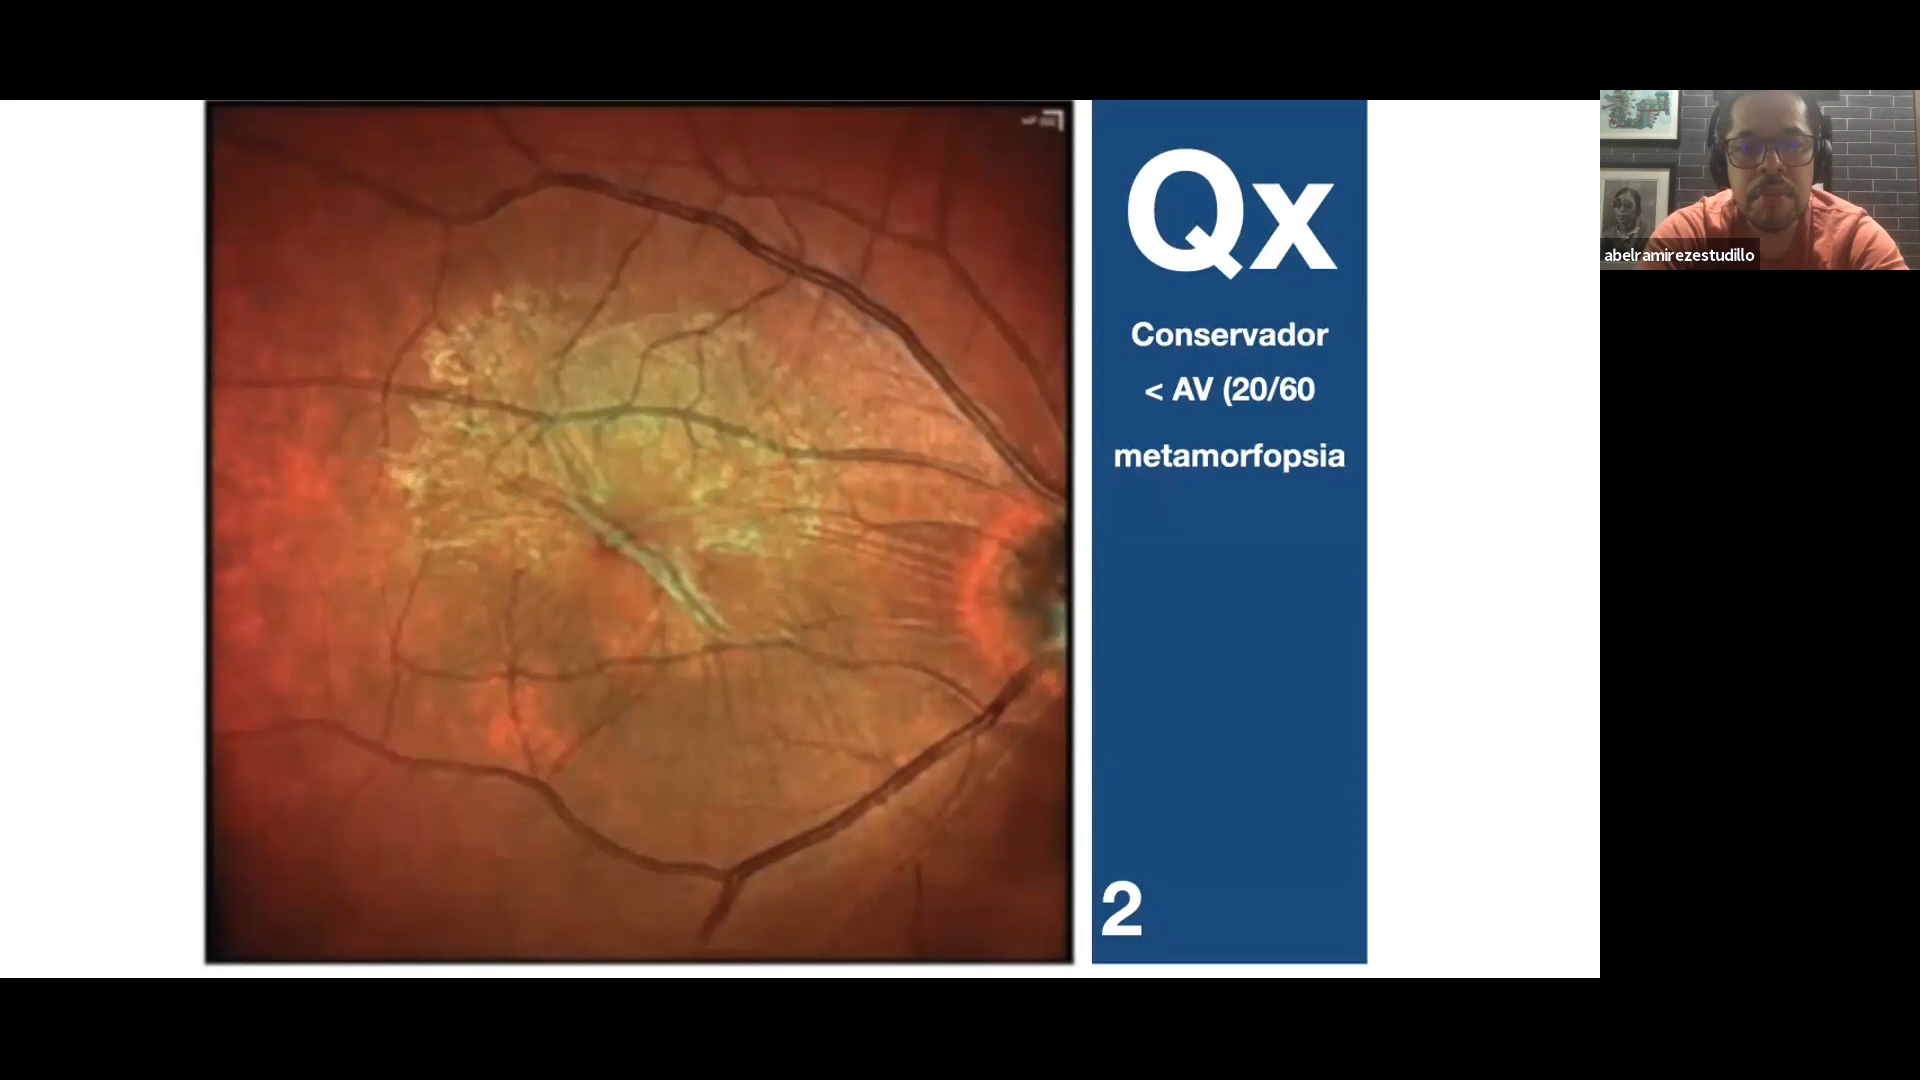 Qx
Conservador
< AV (20/60
metamorfopsia
2
abelramirezestudillo